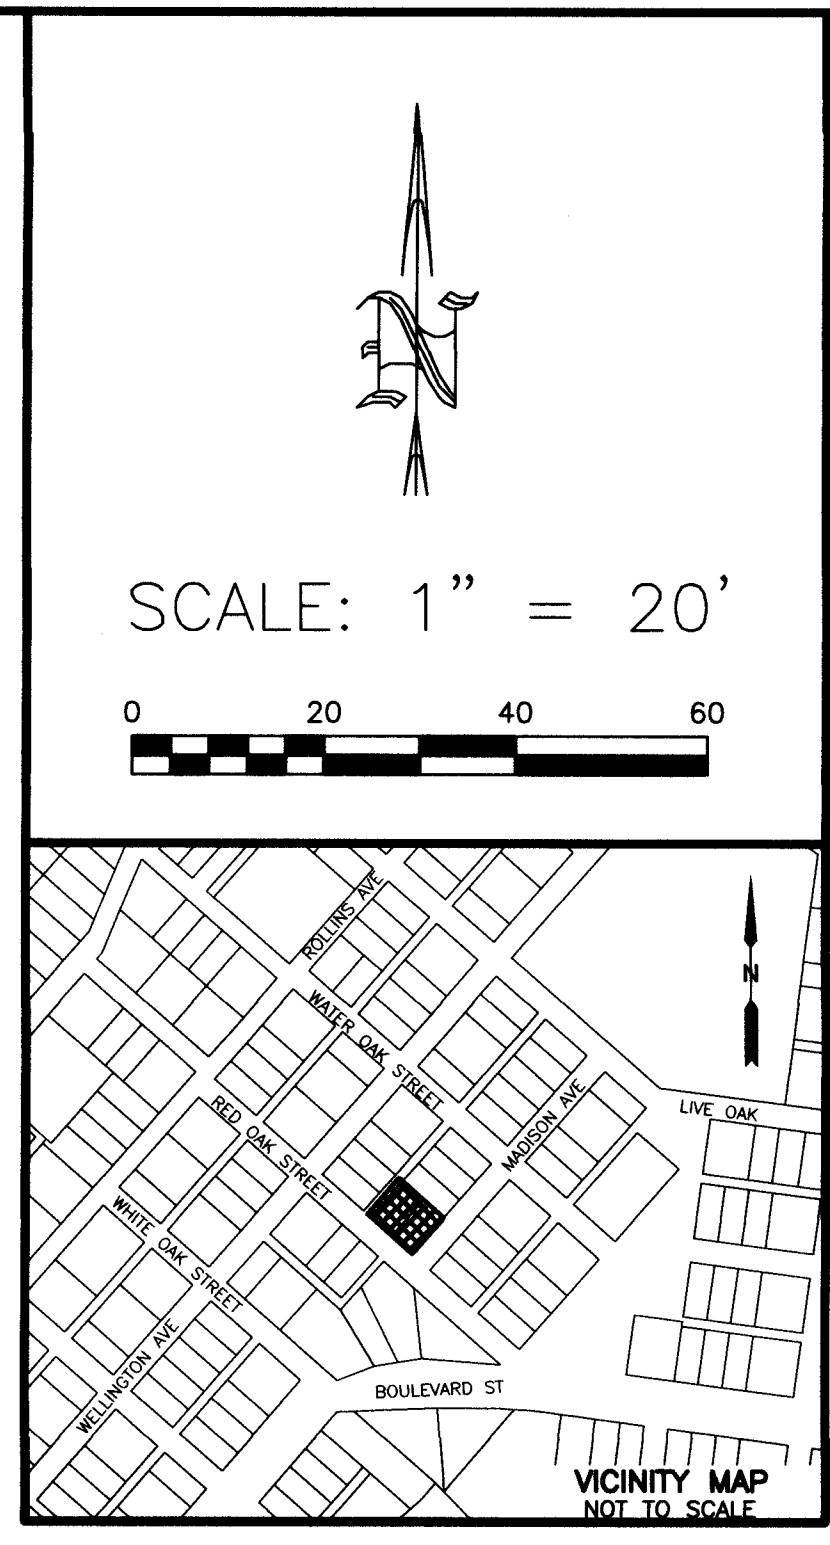 N
SCALE: 1" = 20'
0 20 40 60
ROLLINS AVE
N
WATER OAK STREET
MADISON AVE
LIVE OAK
RED OAK STREET
WHITE OAK STREET
WELLINGTON AVE
BOULEVARD ST
VICINITY MAP
NOT TO SCALE